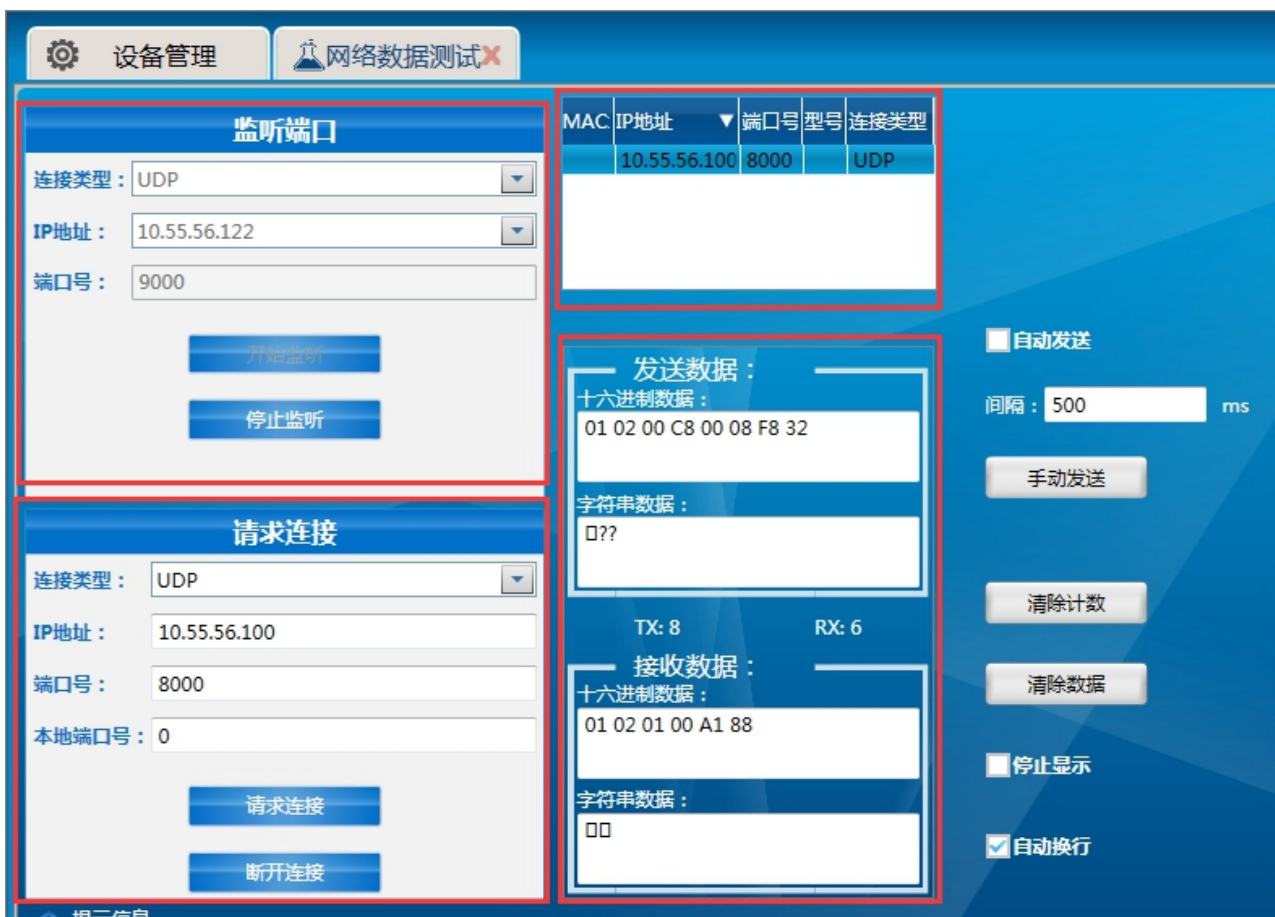 设备管理 网络数据测试
监听端口
连接类型： UDP
IP地址： 10.55.56.122
端口号： 9000
开始监听
停止监听
请求连接
连接类型： UDP
IP地址： 10.55.56.100
端口号： 8000
本地端口号： 0
请求连接
断开连接
提示信息
MAC IP地址 ▼ 端口号 型号 连接类型
10.55.56.100 8000 UDP
发送数据：
十六进制数据：
01 02 00 C8 00 08 F8 32
字符串数据：
□??
TX: 8 RX: 6
接收数据：
十六进制数据：
01 02 01 00 A1 88
字符串数据：
□□
自动发送
间隔： 500 ms
手动发送
清除计数
清除数据
停止显示
自动换行